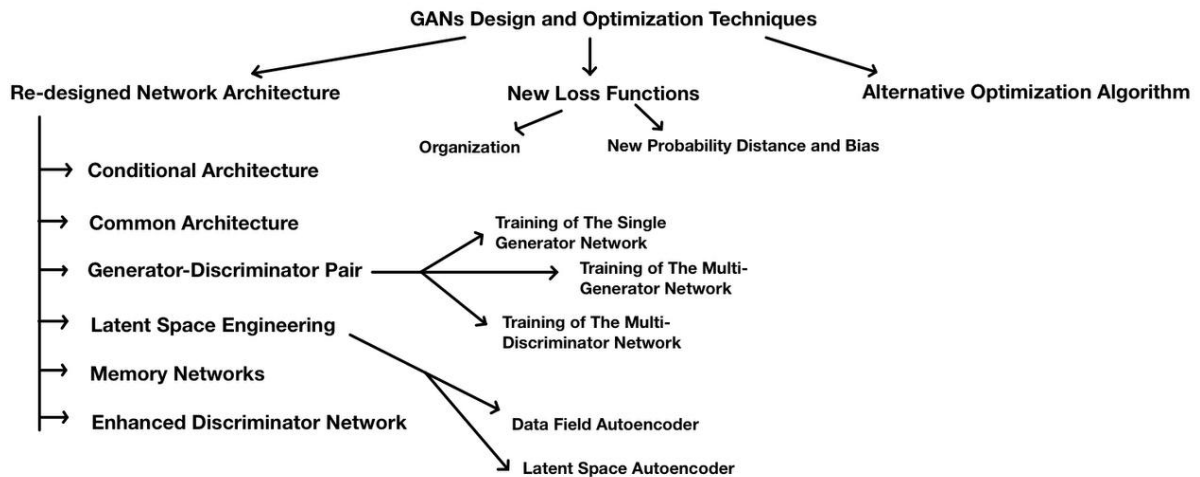 GANs Design and Optimization Techniques
Re-designed Network Architecture
New Loss Functions
Alternative Optimization Algorithm
Organization
New Probability Distance and Bias
Conditional Architecture
Common Architecture
Training of The Single
Generator Network
Generator-Discriminator Pair
Training of The Multi-
Generator Network
Latent Space Engineering
Training of The Multi-
Discriminator Network
Memory Networks
Enhanced Discriminator Network
Data Field Autoencoder
Latent Space Autoencoder